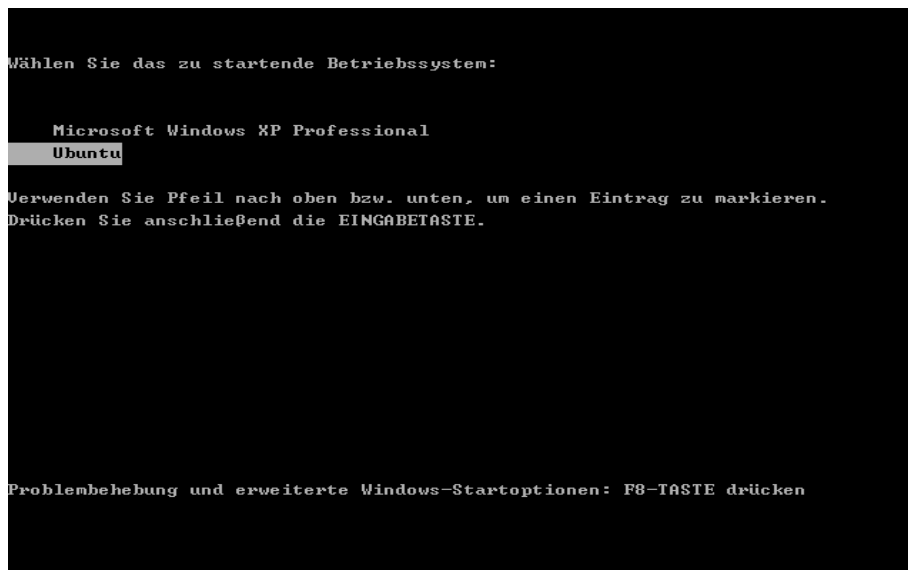 Wählen Sie das zu startende Betriebssystem:
Microsoft Windows XP Professional
Ubuntu
Verwenden Sie Pfeil nach oben bzw. unten, um einen Eintrag zu markieren.
Drücken Sie anschließend die EINGABETASTE.
Problembehebung und erweiterte Windows-Startoptionen: F8-TASTE drücken